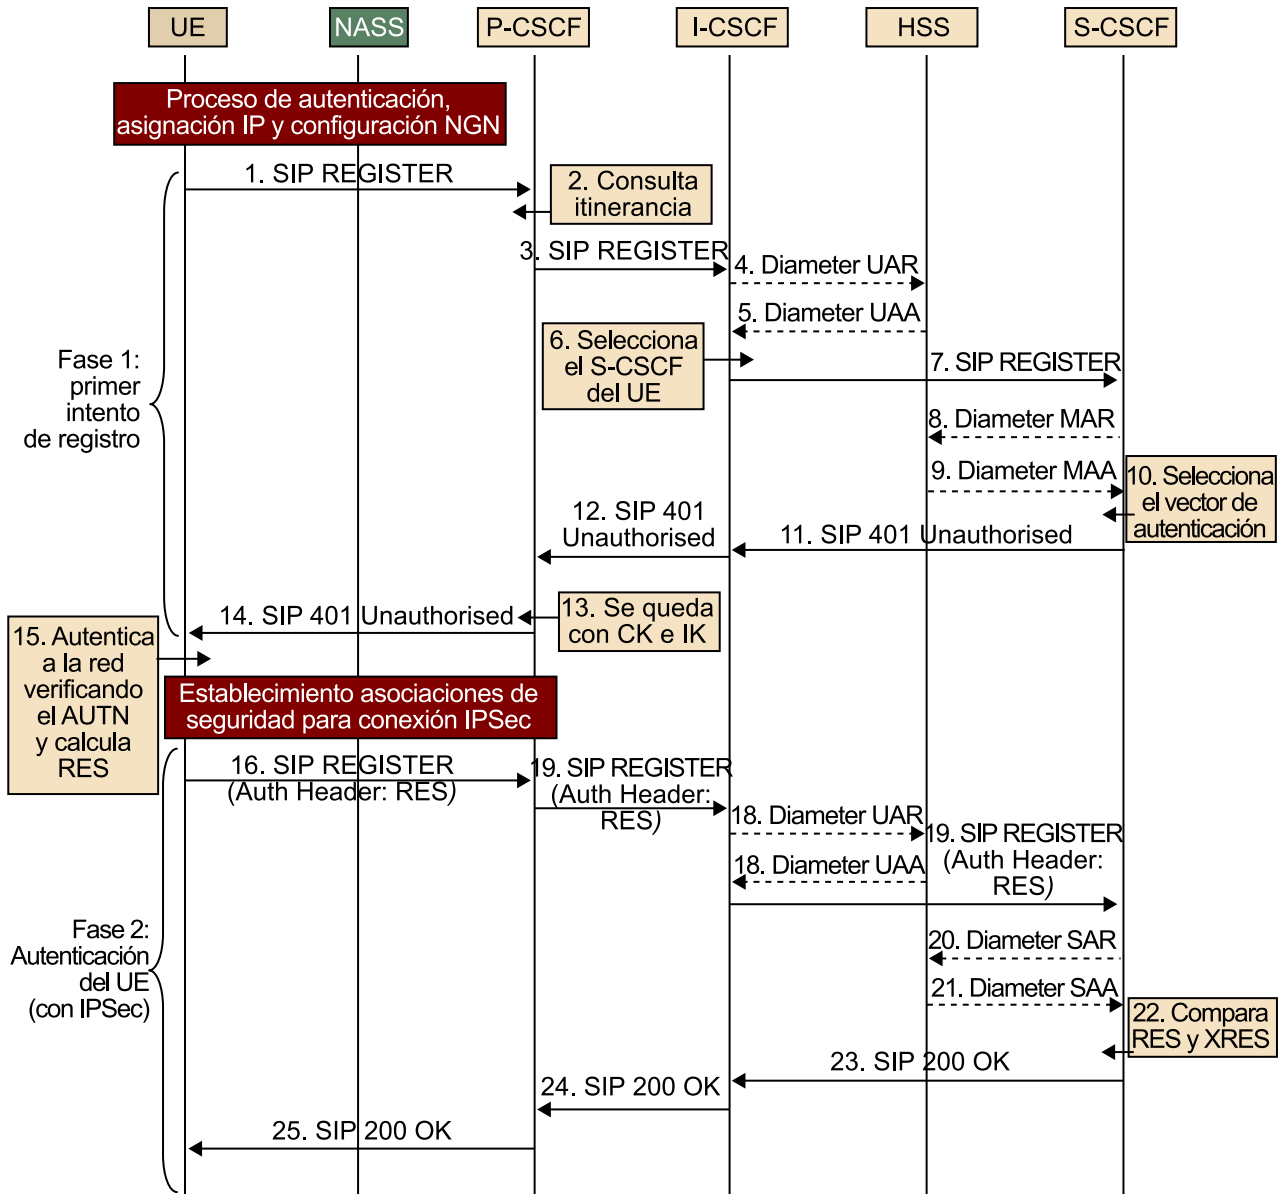 UE
NASS
P-CSCF
I-CSCF
HSS
S-CSCF
Proceso de autenticación,
asignación IP y configuración NGN
1. SIP REGISTER
2. Consulta
itinerancia
3. SIP REGISTER
4. Diameter UAR
5. Diameter UAA
6. Selecciona
el S-CSCF
del UE
7. SIP REGISTER
Fase 1:
primer
intento
de registro
8. Diameter MAR
9. Diameter MAA
10. Selecciona
el vector de
autenticación
11. SIP 401 Unauthorised
12. SIP 401
Unauthorised
13. Se queda
con CK e IK
14. SIP 401 Unauthorised
15. Autentica
a la red
verificando
el AUTN
y calcula
RES
Establecimiento asociaciones de
seguridad para conexión IPSec
16. SIP REGISTER
(Auth Header: RES)
19. SIP REGISTER
(Auth Header:
RES)
18. Diameter UAR
18. Diameter UAA
19. SIP REGISTER
(Auth Header:
RES)
Fase 2:
Autenticación
del UE
(con IPSec)
20. Diameter SAR
21. Diameter SAA
22. Compara
RES y XRES
23. SIP 200 OK
24. SIP 200 OK
25. SIP 200 OK